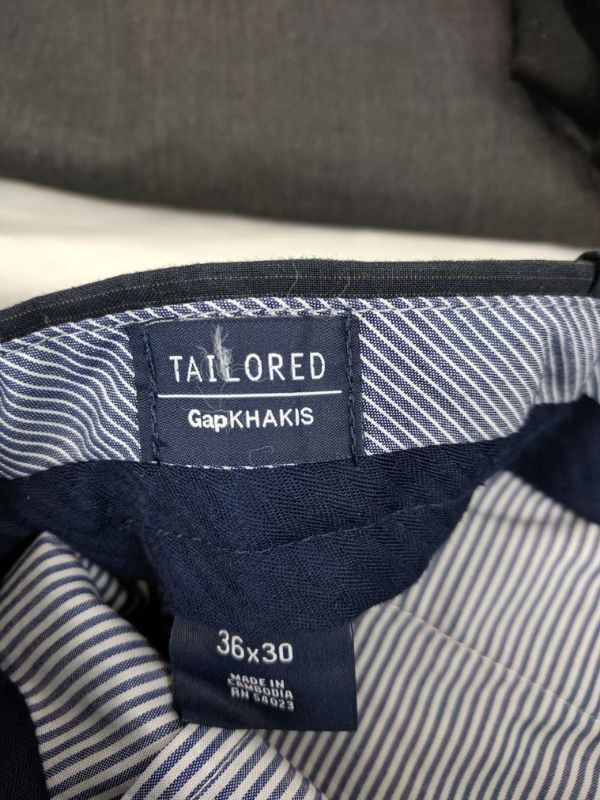 TAILORED
GapKHAKIS
36x30
MADE IN
CAMBODIA
RN 54023